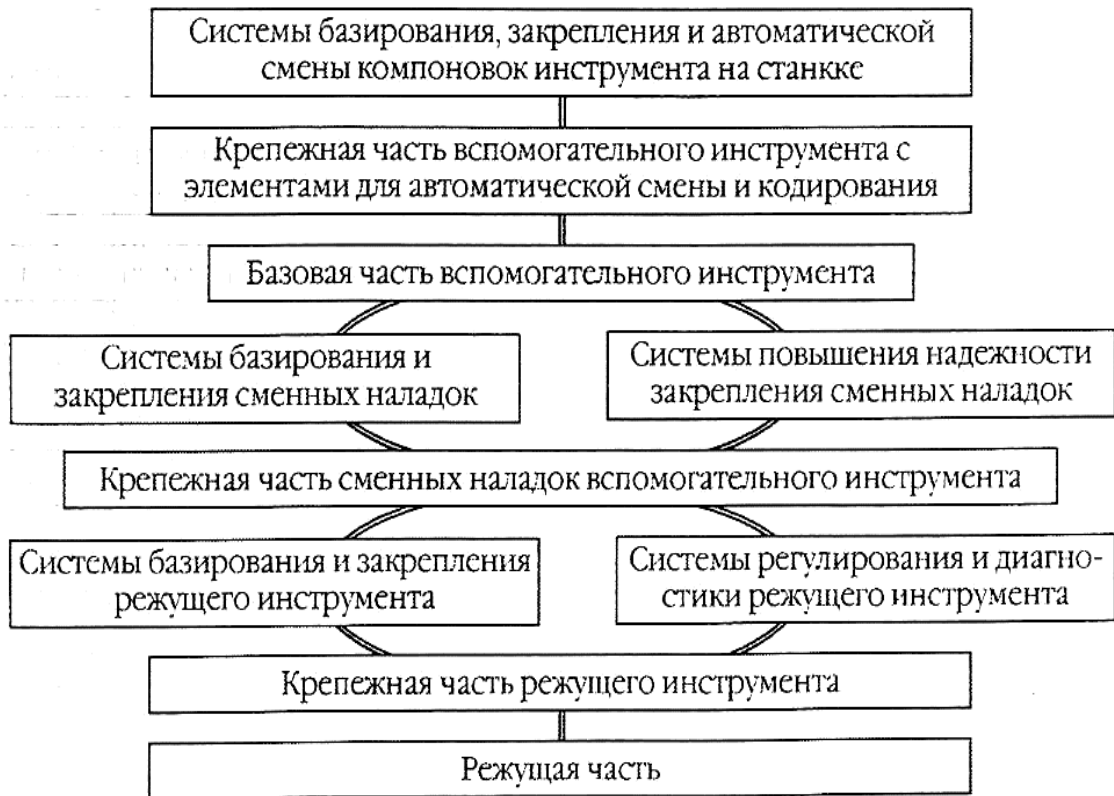 Системы базирования, закрепления и автоматической
смены компоновок инструмента на станкке
Крепежная часть вспомогательного инструмента с
элементами для автоматической смены и кодирования
Базовая часть вспомогательного инструмента
Системы базирования и
закрепления сменных наладок
Системы повышения надежности
закрепления сменных наладок
Крепежная часть сменных наладок вспомогательного инструмента
Системы базирования и закрепления
режущего инструмента
Системы регулирования и диагно-
стики режущего инструмента
Крепежная часть режущего инструмента
Режущая часть